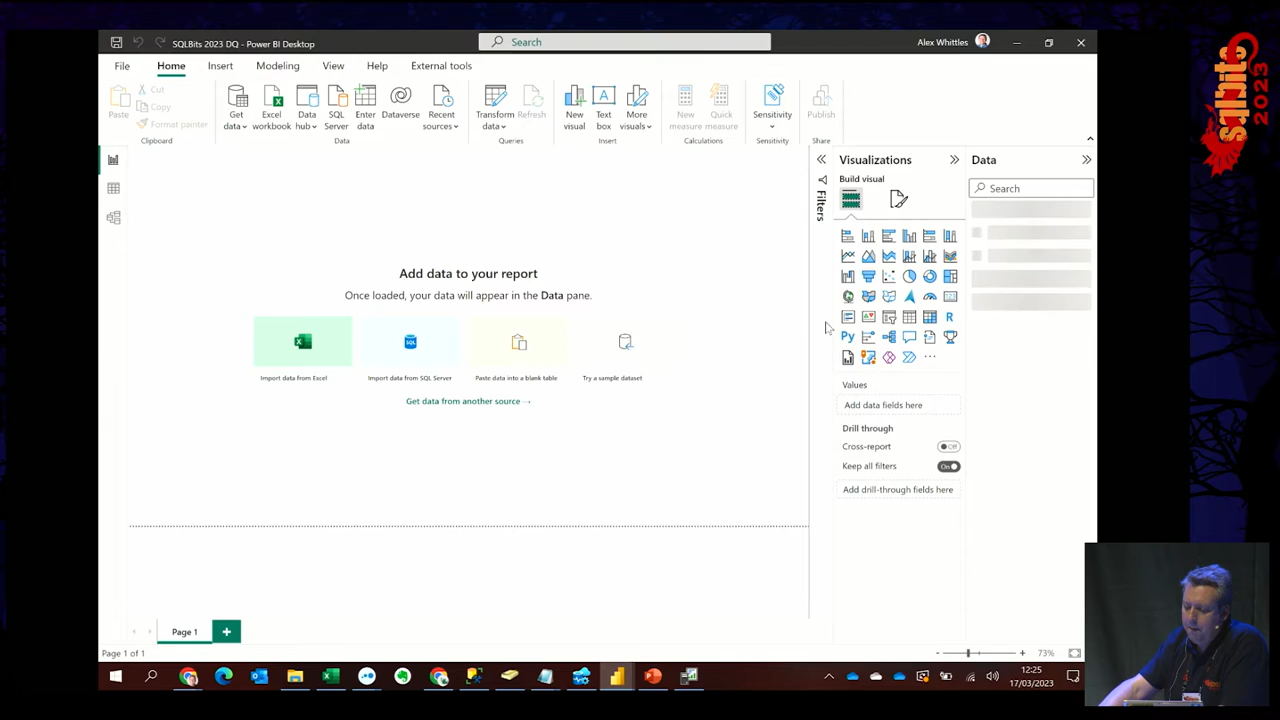 SQLBits 2023 DQ - Power BI Desktop
Search
Alex Whittles
File Home Insert Modeling View Help External tools
Paste
Cut
Copy
Format painter
Clipboard
Get data
Excel workbook
Data hub
SQL Server
Enter data
Dataverse
Recent sources
Data
Transform data
Refresh
Queries
New visual
Text box
More visuals
Insert
New measure
Quick measure
Calculations
Sensitivity
Sensitivity
Publish
Share
Add data to your report
Once loaded, your data will appear in the Data pane.
SQL
Import data from Excel
Import data from SQL Server
Paste data into a blank table
Try a sample dataset
Get data from another source →
Filters
Visualizations
Build visual
R
Py
Values
Add data fields here
Drill through
Cross-report Off
Keep all filters On
Add drill-through fields here
Data
Search
Page 1
Page 1 of 1
73%
12:25
17/03/2023
sqlbits
2023